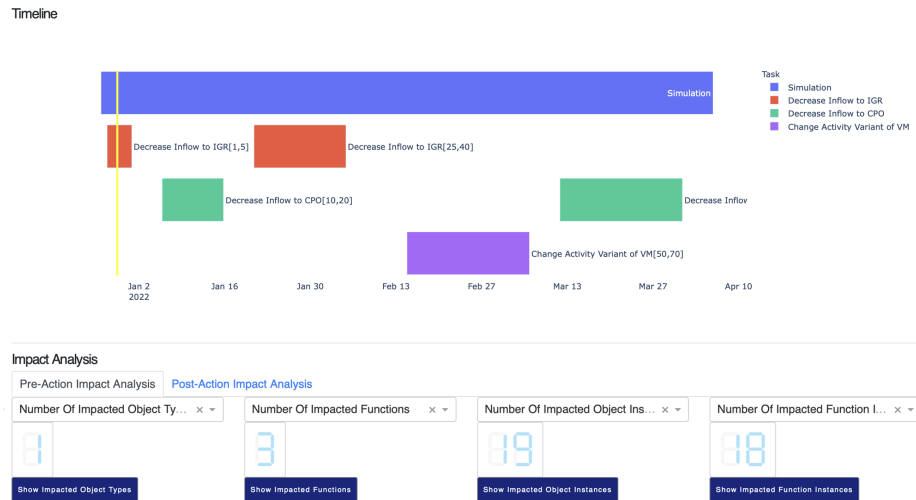 Timeline
Task
Simulation
Decrease Inflow to IGR
Decrease Inflow to CPO
Change Activity Variant of VM
Simulation
Decrease Inflow to IGR[1,5]
Decrease Inflow to IGR[25,40]
Decrease Inflow to CPO[10,20]
Decrease Inflov
Change Activity Variant of VM[50,70]
Jan 2 Jan 16 Jan 30 Feb 13 Feb 27 Mar 13 Mar 27 Apr 10
2022
Impact Analysis
Pre-Action Impact Analysis Post-Action Impact Analysis
Number Of Impacted Object Ty... × Number Of Impacted Functions × Number Of Impacted Object Ins... × Number Of Impacted Function I... ×
1 3 19 18
Show Impacted Object Types Show Impacted Functions Show Impacted Object Instances Show Impacted Function Instances